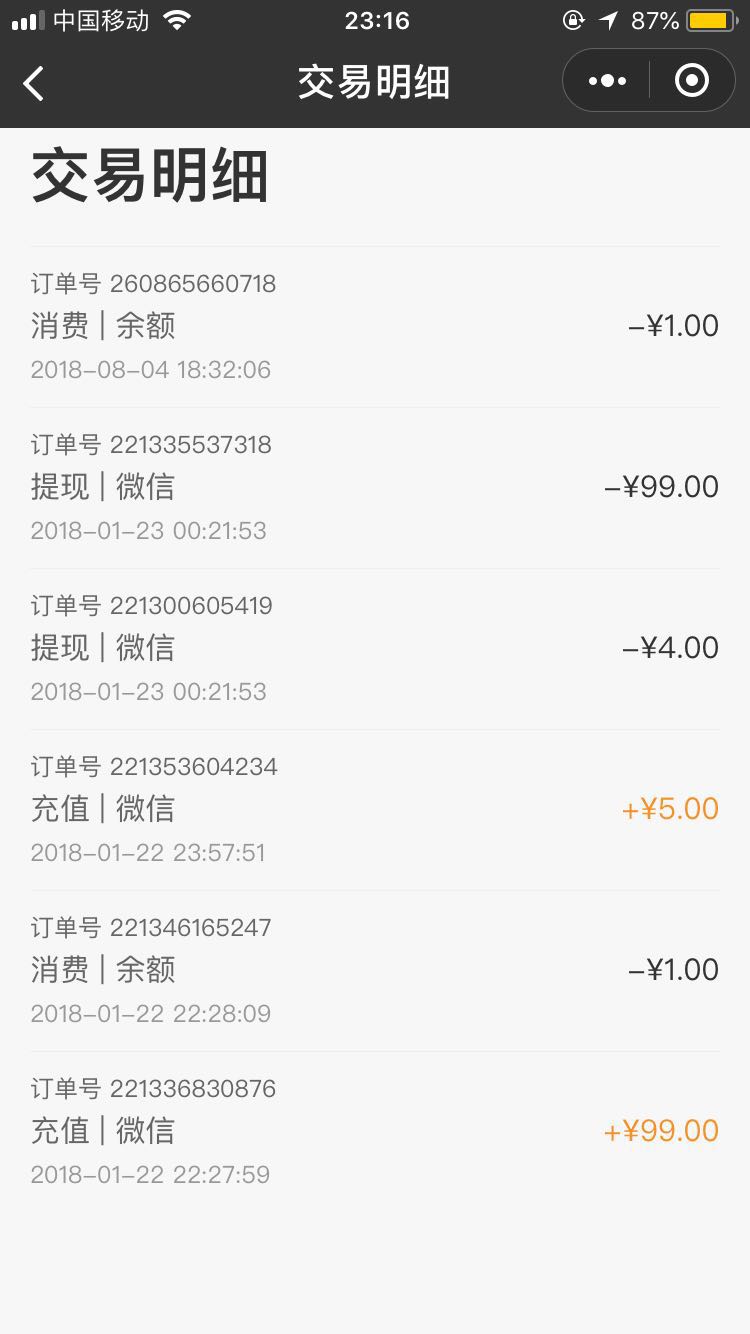 中国移动 23:16 87%
交易明细
交易明细
订单号 260865660718
消费 | 余额 -¥1.00
2018-08-04 18:32:06
订单号 221335537318
提现 | 微信 -¥99.00
2018-01-23 00:21:53
订单号 221300605419
提现 | 微信 -¥4.00
2018-01-23 00:21:53
订单号 221353604234
充值 | 微信 +¥5.00
2018-01-22 23:57:51
订单号 221346165247
消费 | 余额 -¥1.00
2018-01-22 22:28:09
订单号 221336830876
充值 | 微信 +¥99.00
2018-01-22 22:27:59